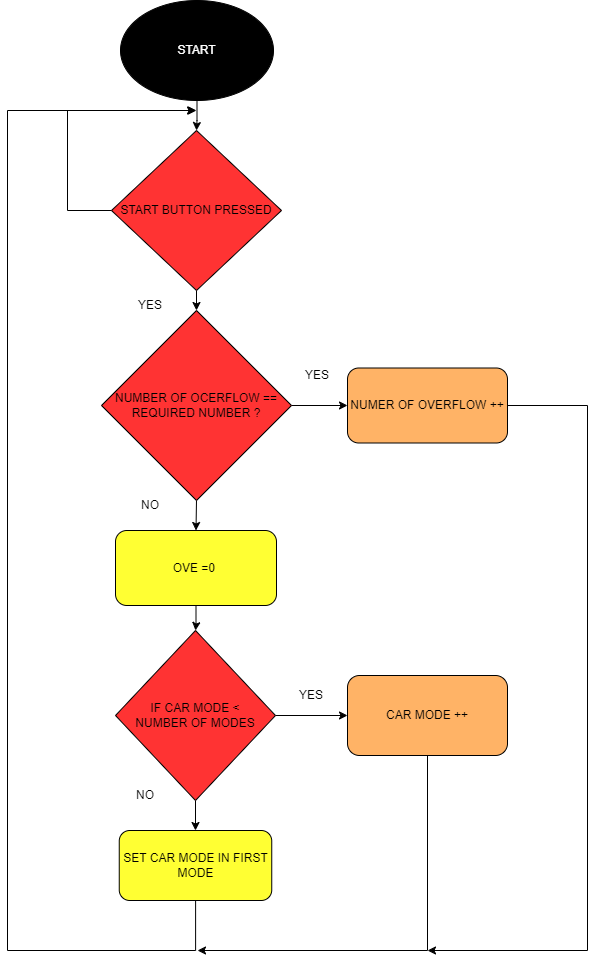 START
START BUTTON PRESSED
YES
NUMBER OF OCERFLOW ==
REQUIRED NUMBER ?
YES
NUMER OF OVERFLOW ++
NO
OVE =0
IF CAR MODE <
NUMBER OF MODES
YES
CAR MODE ++
NO
SET CAR MODE IN FIRST
MODE